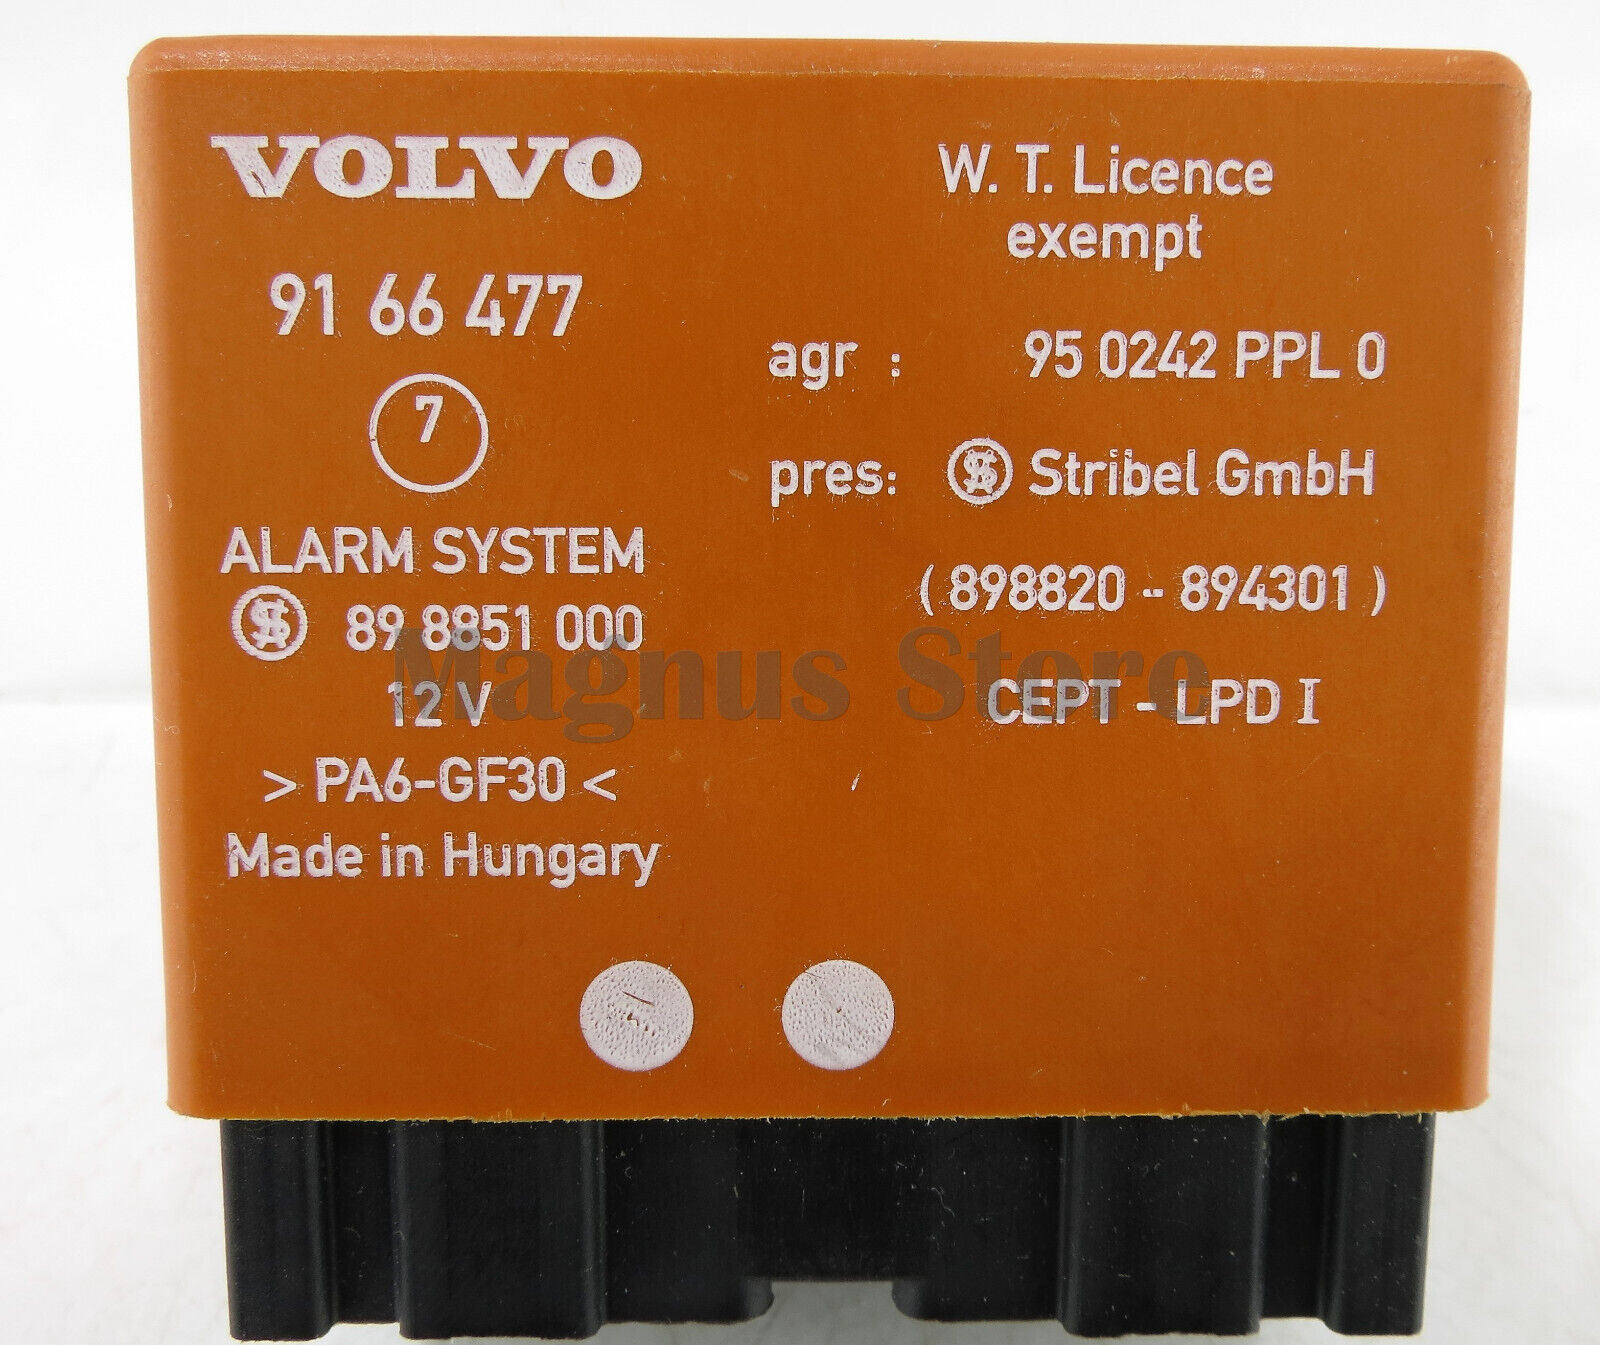 VOLVO
91 66 477
7
ALARM SYSTEM
89 8851 000
12 V
> PA6-GF30 <
Made in Hungary
W. T. Licence
exempt
agr : 95 0242 PPL 0
pres: Stribel GmbH
( 898820 - 894301 )
CEPT - LPD I
Magnus Store